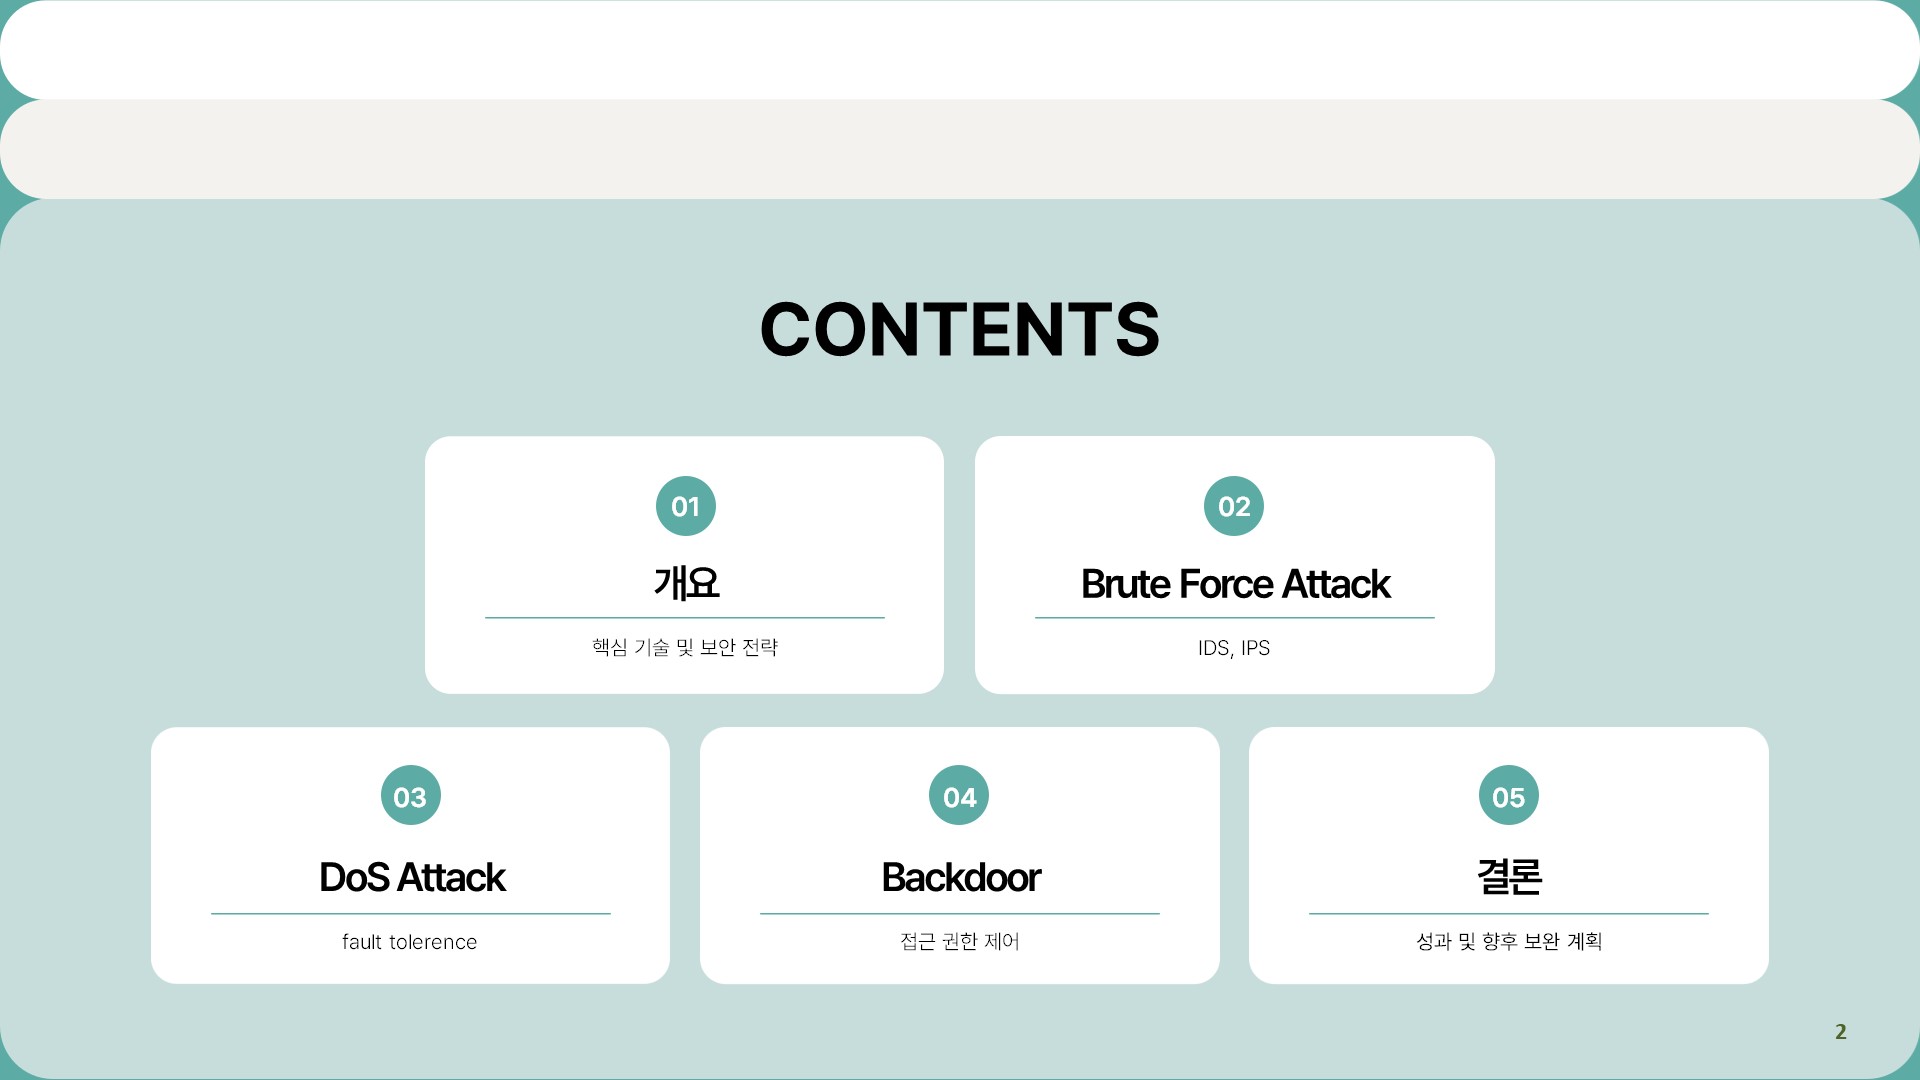 CONTENTS
01
개요
핵심 기술 및 보안 전략
02
Brute Force Attack
IDS, IPS
03
DoS Attack
fault tolerence
04
Backdoor
접근 권한 제어
05
결론
성과 및 향후 보완 계획
2